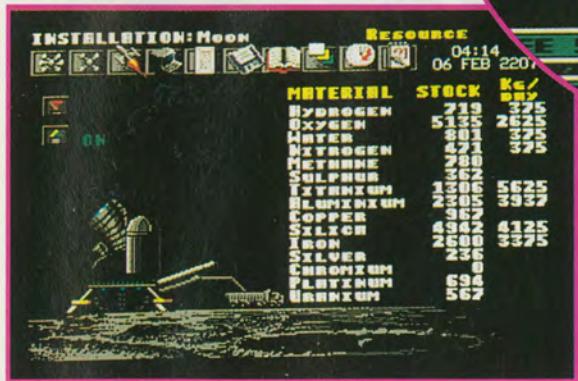 INSTALLATION:MOON RESOURCE
04:14
06 FEB 2207
MATERIAL STOCK KG/DAY
HYDROGEN 719 375
OXYGEN 5135 2625
WATER 801 375
NITROGEN 471 375
METHANE 780
SULPHUR 362
TITANIUM 1306 5625
ALUMINIUM 2305 3937
COPPER 967
SILICA 4942 4125
IRON 2600 3375
SILVER 236
CHROMIUM 0
PLATINUM 694
URANIUM 567
ON